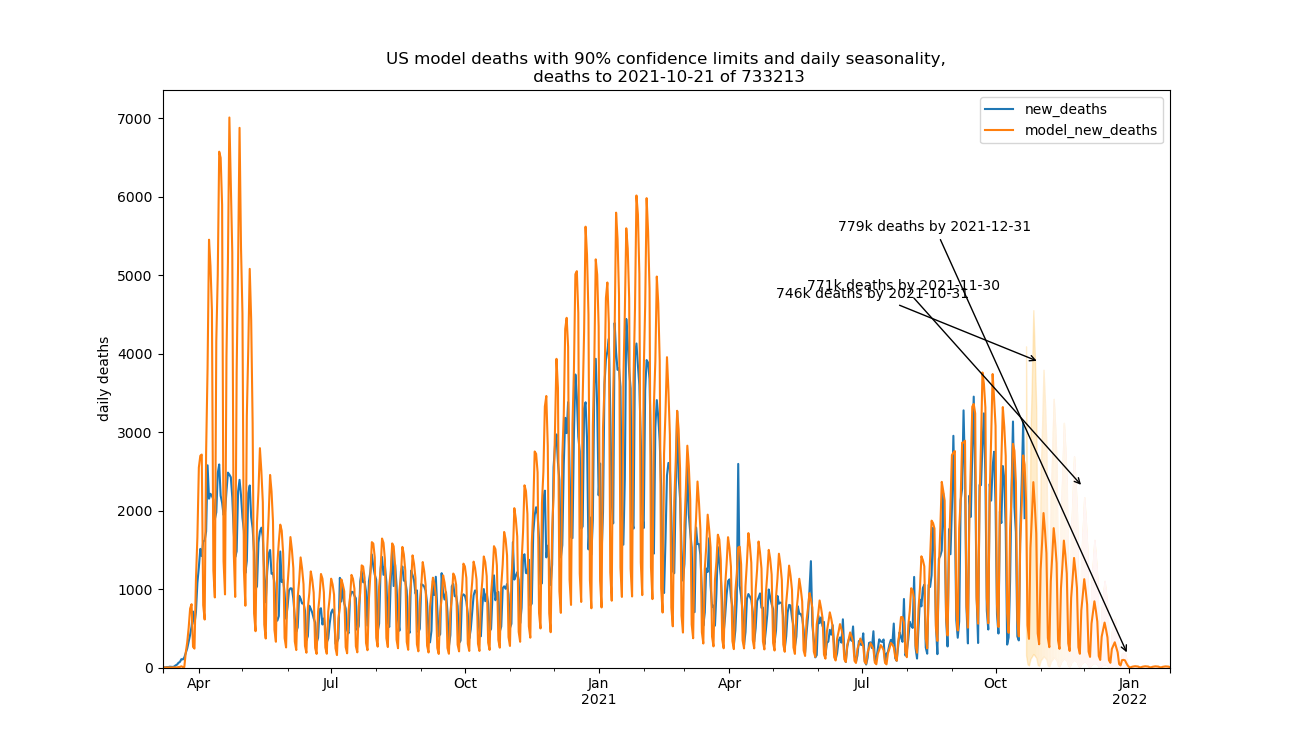 US model deaths with 90% confidence limits and daily seasonality,
deaths to 2021-10-21 of 733213
new_deaths
model_new_deaths
7000
6000
5000
4000
3000
2000
1000
0
daily deaths
779k deaths by 2021-12-31
771k deaths by 2021-11-30
746k deaths by 2021-10-31
Apr
Jul
Oct
Jan
2021
Apr
Jul
Oct
Jan
2022